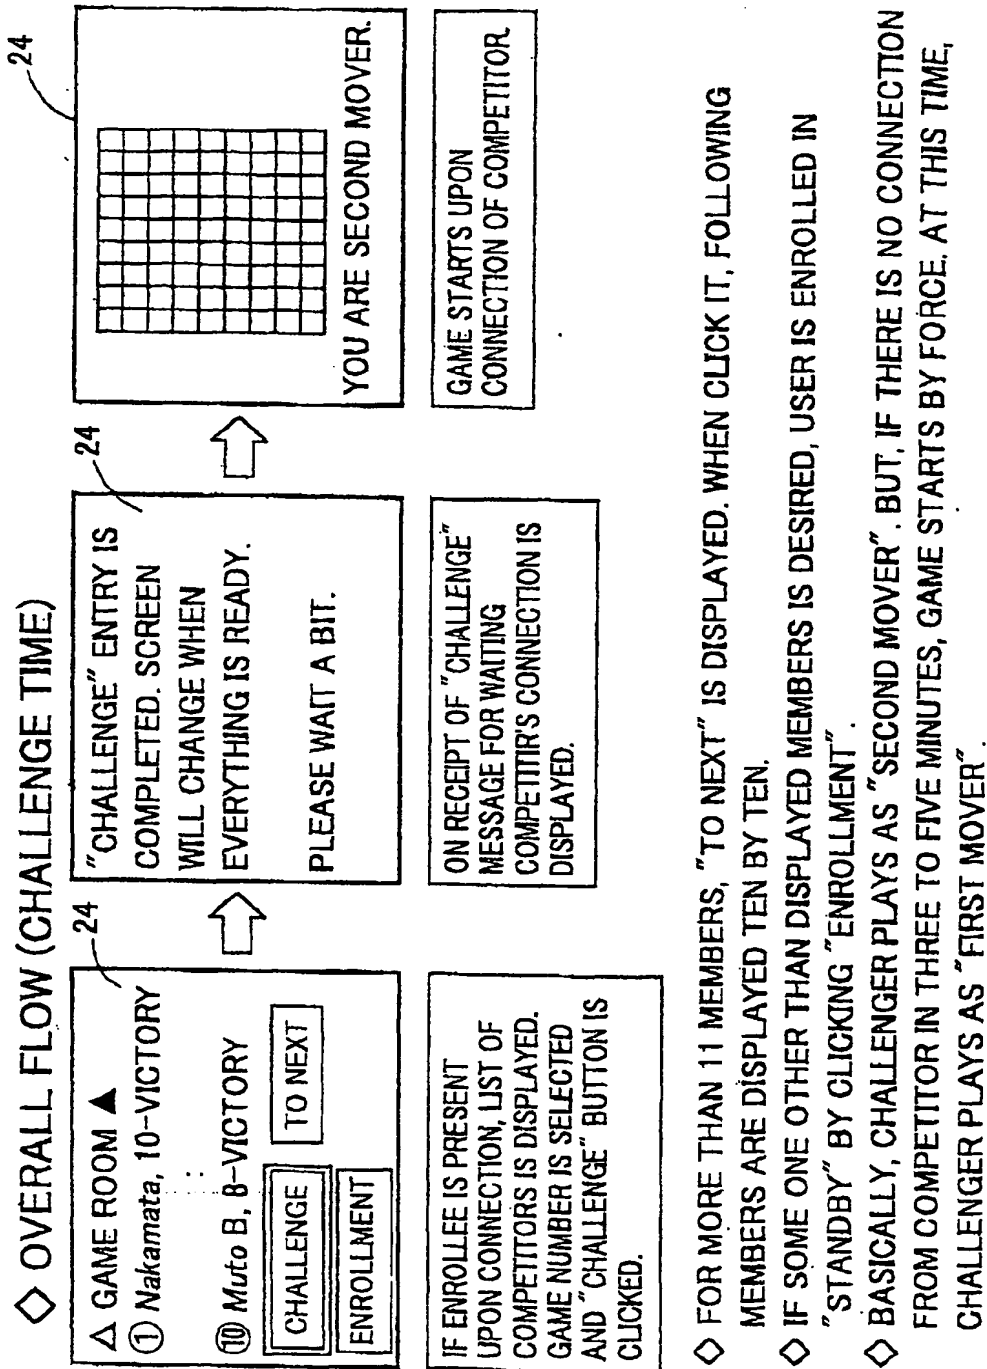 ◇ OVERALL FLOW (CHALLENGE TIME)
24
△ GAME ROOM ▲
① Nakamata, 10-VICTORY
⑩ Muto B, 8-VICTORY
CHALLENGE
TO NEXT
ENROLLMENT
IF ENROLLEE IS PRESENT
UPON CONNECTION, LIST OF
COMPETITORS IS DISPLAYED.
GAME NUMBER IS SELECTED
AND "CHALLENGE" BUTTON IS
CLICKED.
24
"CHALLENGE" ENTRY IS
COMPLETED. SCREEN
WILL CHANGE WHEN
EVERYTHING IS READY.
PLEASE WAIT A BIT.
ON RECEIPT OF "CHALLENGE"
MESSAGE FOR WAITING
COMPETITIR'S CONNECTION IS
DISPLAYED.
24
YOU ARE SECOND MOVER.
GAME STARTS UPON
CONNECTION OF COMPETITOR.
◇ FOR MORE THAN 11 MEMBERS, "TO NEXT" IS DISPLAYED. WHEN CLICK IT, FOLLOWING
MEMBERS ARE DISPLAYED TEN BY TEN.
◇ IF SOME ONE OTHER THAN DISPLAYED MEMBERS IS DESIRED, USER IS ENROLLED IN
"STANDBY" BY CLICKING "ENROLLMENT".
◇ BASICALLY, CHALLENGER PLAYS AS "SECOND MOVER". BUT, IF THERE IS NO CONNECTION
FROM COMPETITOR IN THREE TO FIVE MINUTES, GAME STARTS BY FORCE. AT THIS TIME,
CHALLENGER PLAYS AS "FIRST MOVER".